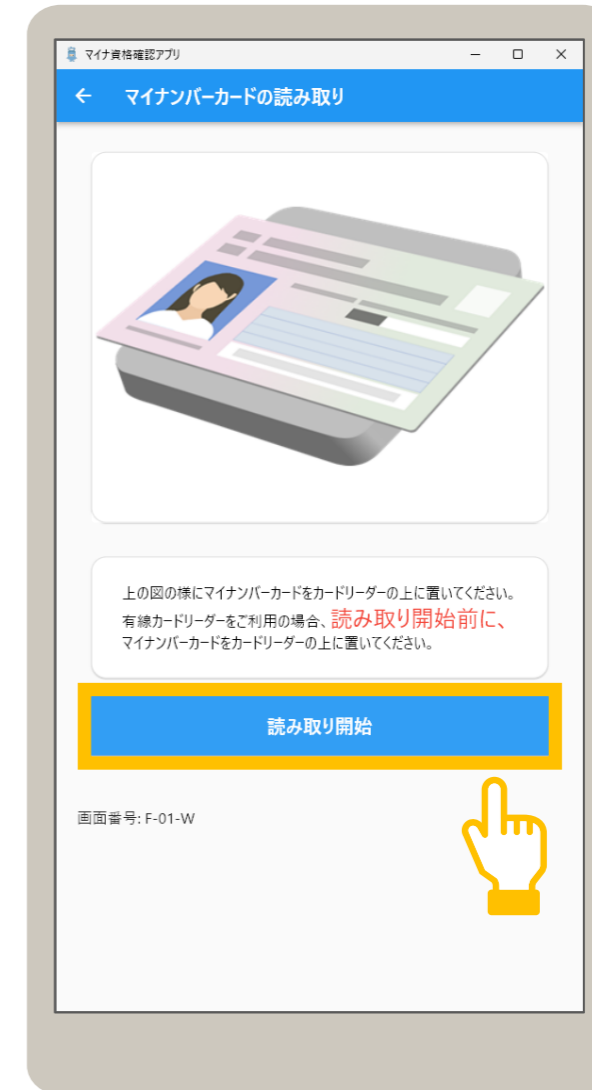 マイナ資格確認アプリ
マイナンバーカードの読み取り
上の図の様にマイナンバーカードをカードリーダーの上に置いてください。
有線カードリーダーをご利用の場合、読み取り開始前に、
マイナンバーカードをカードリーダーの上に置いてください。
読み取り開始
画面番号: F-01-W